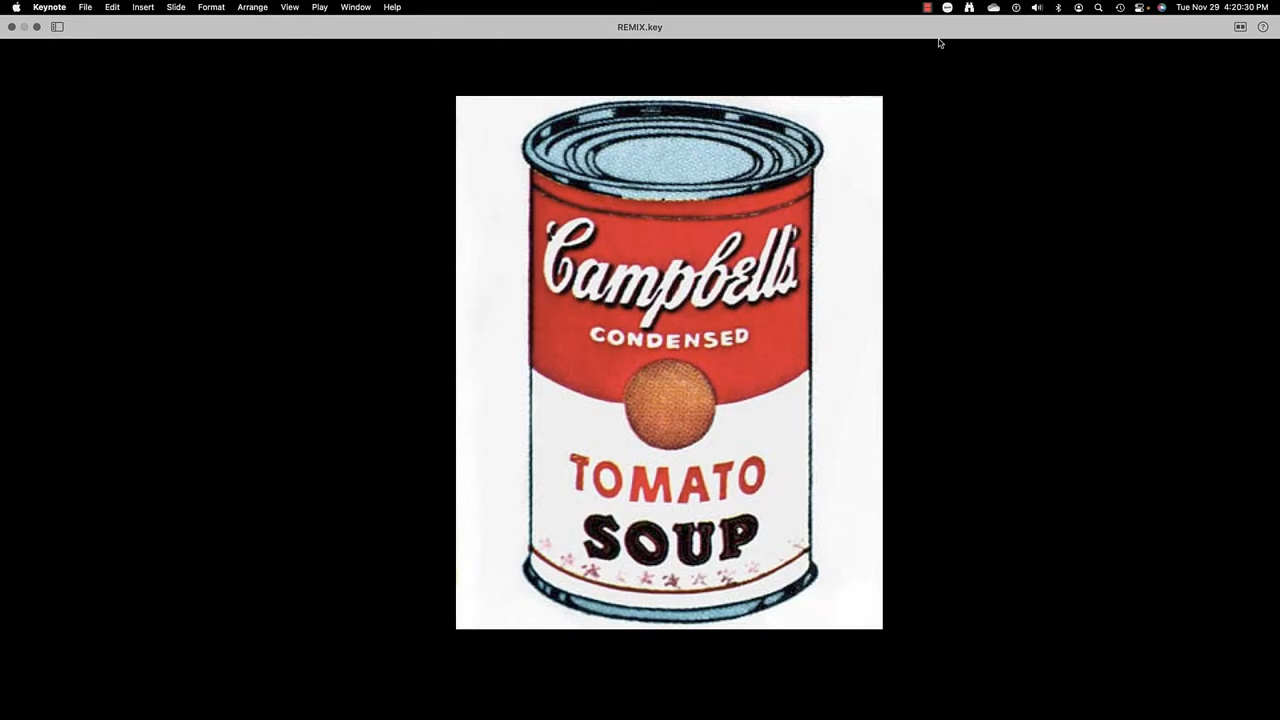 Keynote File Edit Insert Slide Format Arrange View Play Window Help Tue Nov 29 4:20:30 PM
REMIX.key
Campbell's
CONDENSED
TOMATO
SOUP